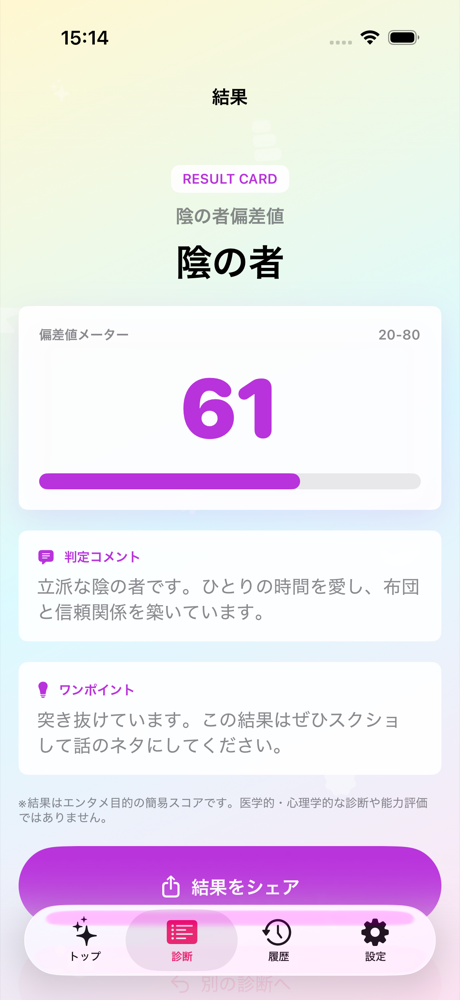 15:14
結果
RESULT CARD
陰の者偏差値
陰の者
偏差値メーター 20-80
61
判定コメント
立派な陰の者です。ひとりの時間を愛し、布団
と信頼関係を築いています。
ワンポイント
突き抜けています。この結果はぜひスクショ
して話のネタにしてください。
※結果はエンタメ目的の簡易スコアです。医学的・心理学的な診断や能力評価
ではありません。
結果をシェア
トップ 診断 履歴 設定
別の診断へ